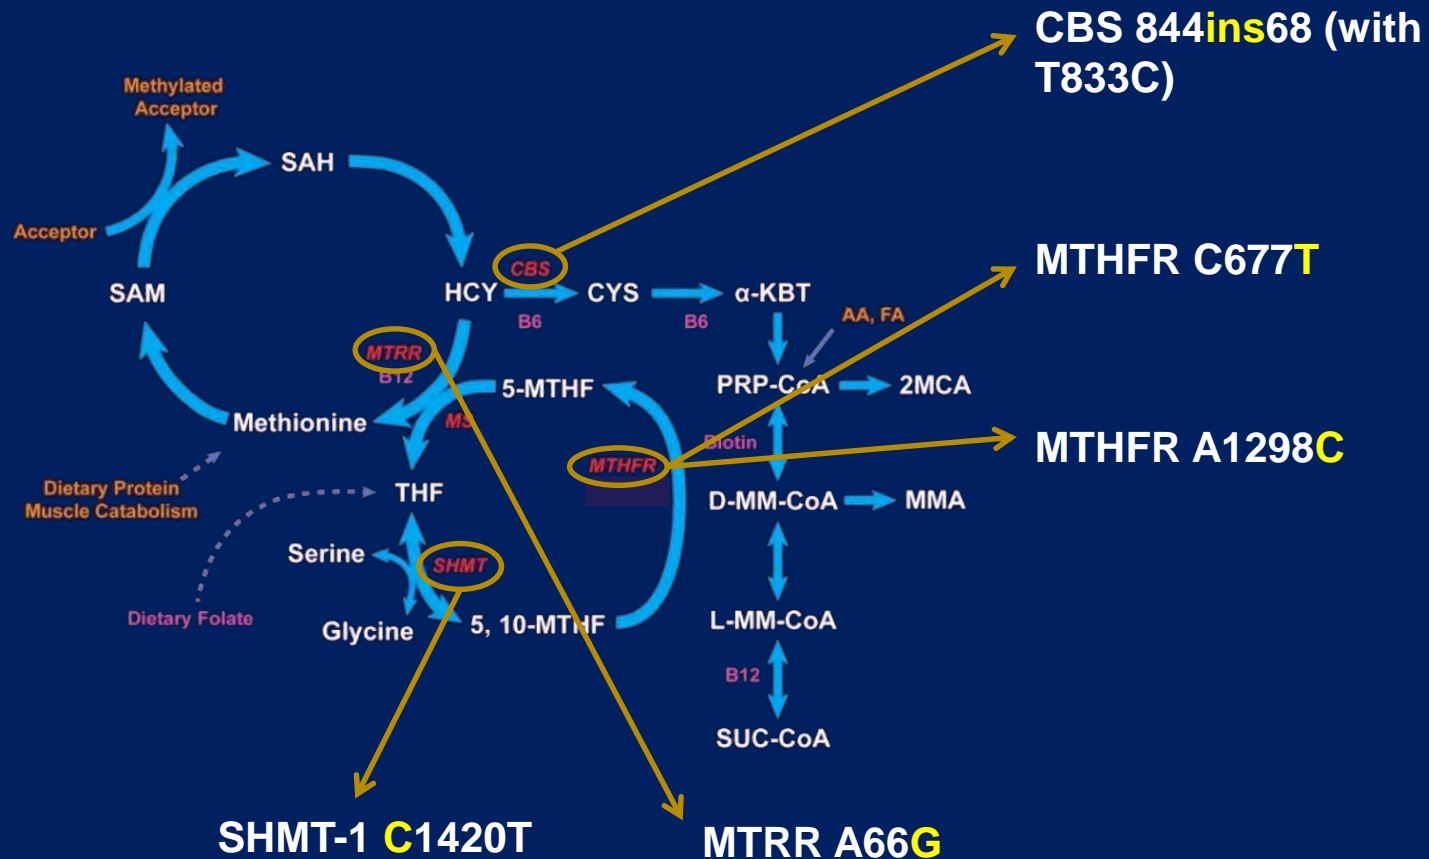 CBS 844ins68 (with
T833C)
Methylated
Acceptor
SAH
Acceptor
SAM
CBS
HCY
CYS
α-KBT
B6
B6
AA, FA
MTHFR C677T
MTRR
B12
5-MTHF
PRP-CoA
2MCA
Methionine
MS
Biotin
MTHFR
MTHFR A1298C
Dietary Protein
Muscle Catabolism
THF
D-MM-CoA
MMA
Serine
SHMT
Dietary Folate
Glycine
5, 10-MTHF
L-MM-CoA
B12
SUC-CoA
SHMT-1 C1420T
MTRR A66G